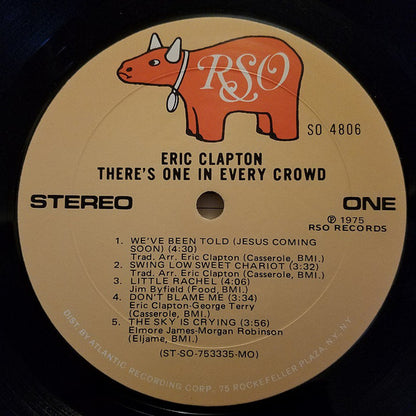 RSO
SO 4806
ERIC CLAPTON
THERE'S ONE IN EVERY CROWD
STEREO
ONE
℗ 1975
RSO RECORDS
1. WE'VE BEEN TOLD (JESUS COMING
SOON) (4:30)
Trad. Arr. Eric Clapton (Casserole, BMI.)
2. SWING LOW SWEET CHARIOT (3:32)
Trad. Arr. Eric Clapton (Casserole, BMI.)
3. LITTLE RACHEL (4:06)
Jim Byfield (Food, BMI.)
4. DON'T BLAME ME (3:34)
Eric Clapton-George Terry
(Casserole, BMI.)
5. THE SKY IS CRYING (3:56)
Elmore James-Morgan Robinson
(Eljame, BMI.)
(ST-SO-753335-MO)
DIST BY ATLANTIC RECORDING CORP., 75 ROCKEFELLER PLAZA, N.Y., N.Y.